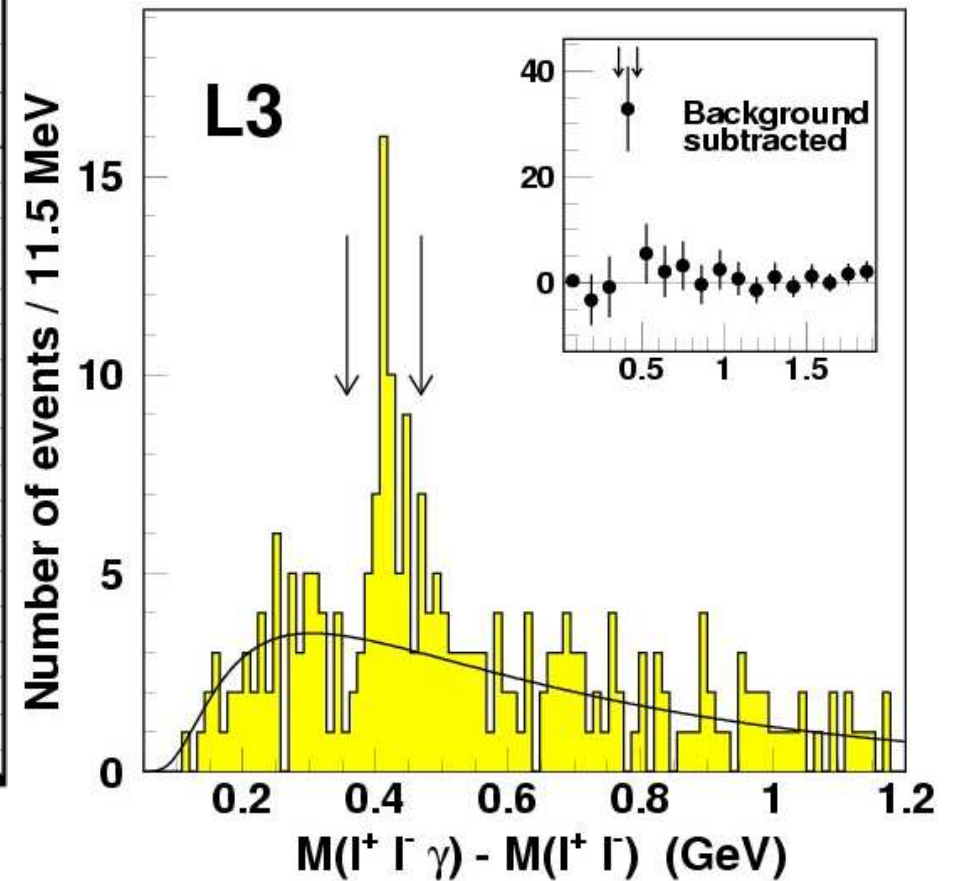 L3
Number of events / 11.5 MeV
15
10
5
0
0.2 0.4 0.6 0.8 1 1.2
M(l⁺ l⁻ γ) - M(l⁺ l⁻) (GeV)
Background
subtracted
40
20
0
0.5 1 1.5